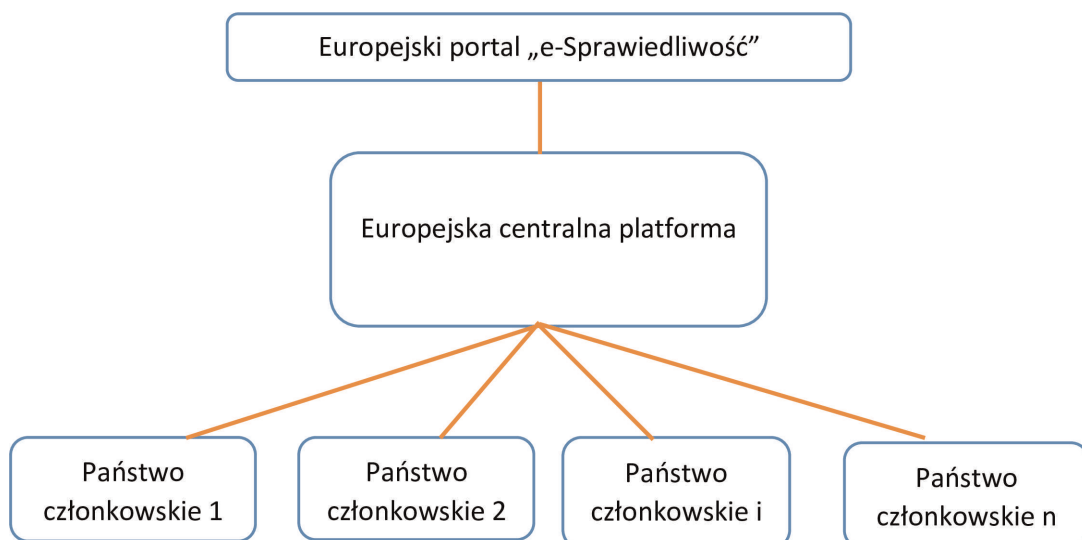 Europejski portal „e-Sprawiedliwość”
Europejska centralna platforma
Państwo
członkowskie 1
Państwo
członkowskie 2
Państwo
członkowskie i
Państwo
członkowskie n